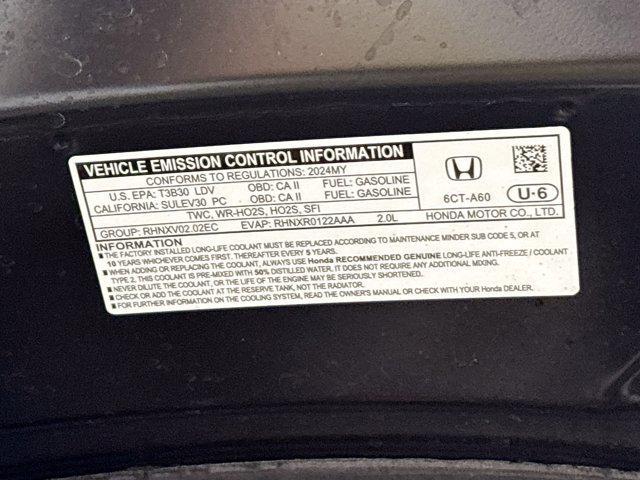 VEHICLE EMISSION CONTROL INFORMATION
CONFORMS TO REGULATIONS: 2024MY
U.S. EPA: T3B30 LDV OBD: CA II FUEL: GASOLINE
CALIFORNIA: SULEV30 PC OBD: CA II FUEL: GASOLINE
TWC, WR-HO2S, HO2S, SFI
GROUP: RHNXV02.02EC EVAP: RHNXR0122AAA 2.0L
6CT-A60
U-6
HONDA MOTOR CO., LTD.
INFORMATION
■ THE FACTORY INSTALLED LONG-LIFE COOLANT SHOULD BE REPLACED ACCORDING TO MAINTENANCE MINDER SUB CODE 5, OR AT
10 YEARS WHICHEVER COMES FIRST, THEREAFTER EVERY 5 YEARS.
■ WHEN ADDING OR REPLACING THE COOLANT, ALWAYS USE Honda RECOMMENDED GENUINE LONG-LIFE ANTI-FREEZE / COOLANT
TYPE 2. THIS COOLANT IS PRE-MIXED WITH 50% DISTILLED WATER. IT DOES NOT REQUIRE ANY ADDITIONAL MIXING.
■ NEVER DILUTE THE COOLANT, OR THE LIFE OF THE ENGINE MAY BE SERIOUSLY SHORTENED.
■ CHECK OR ADD THE COOLANT AT THE RESERVE TANK, NOT THE RADIATOR.
■ FOR FURTHER INFORMATION ON THE COOLING SYSTEM, READ THE OWNER'S MANUAL OR CHECK WITH YOUR Honda DEALER.